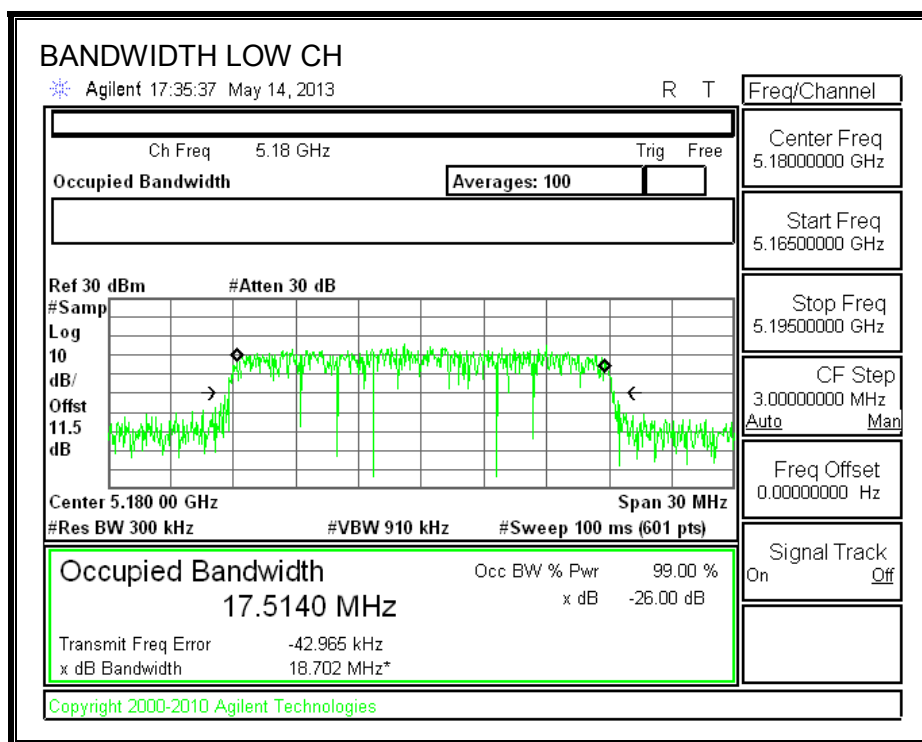 BANDWIDTH LOW CH
Agilent 17:35:37 May 14, 2013 R T
Freq/Channel
Ch Freq 5.18 GHz Trig Free
Occupied Bandwidth Averages: 100
Center Freq
5.18000000 GHz
Start Freq
5.16500000 GHz
Stop Freq
5.19500000 GHz
CF Step
3.00000000 MHz
Auto Man
Freq Offset
0.00000000 Hz
Signal Track
On Off
Ref 30 dBm #Atten 30 dB
#Samp
Log
10
dB/
Offst
11.5
dB
Center 5.180 00 GHz Span 30 MHz
#Res BW 300 kHz #VBW 910 kHz #Sweep 100 ms (601 pts)
Occupied Bandwidth Occ BW % Pwr 99.00 %
17.5140 MHz x dB -26.00 dB
Transmit Freq Error -42.965 kHz
x dB Bandwidth 18.702 MHz*
Copyright 2000-2010 Agilent Technologies